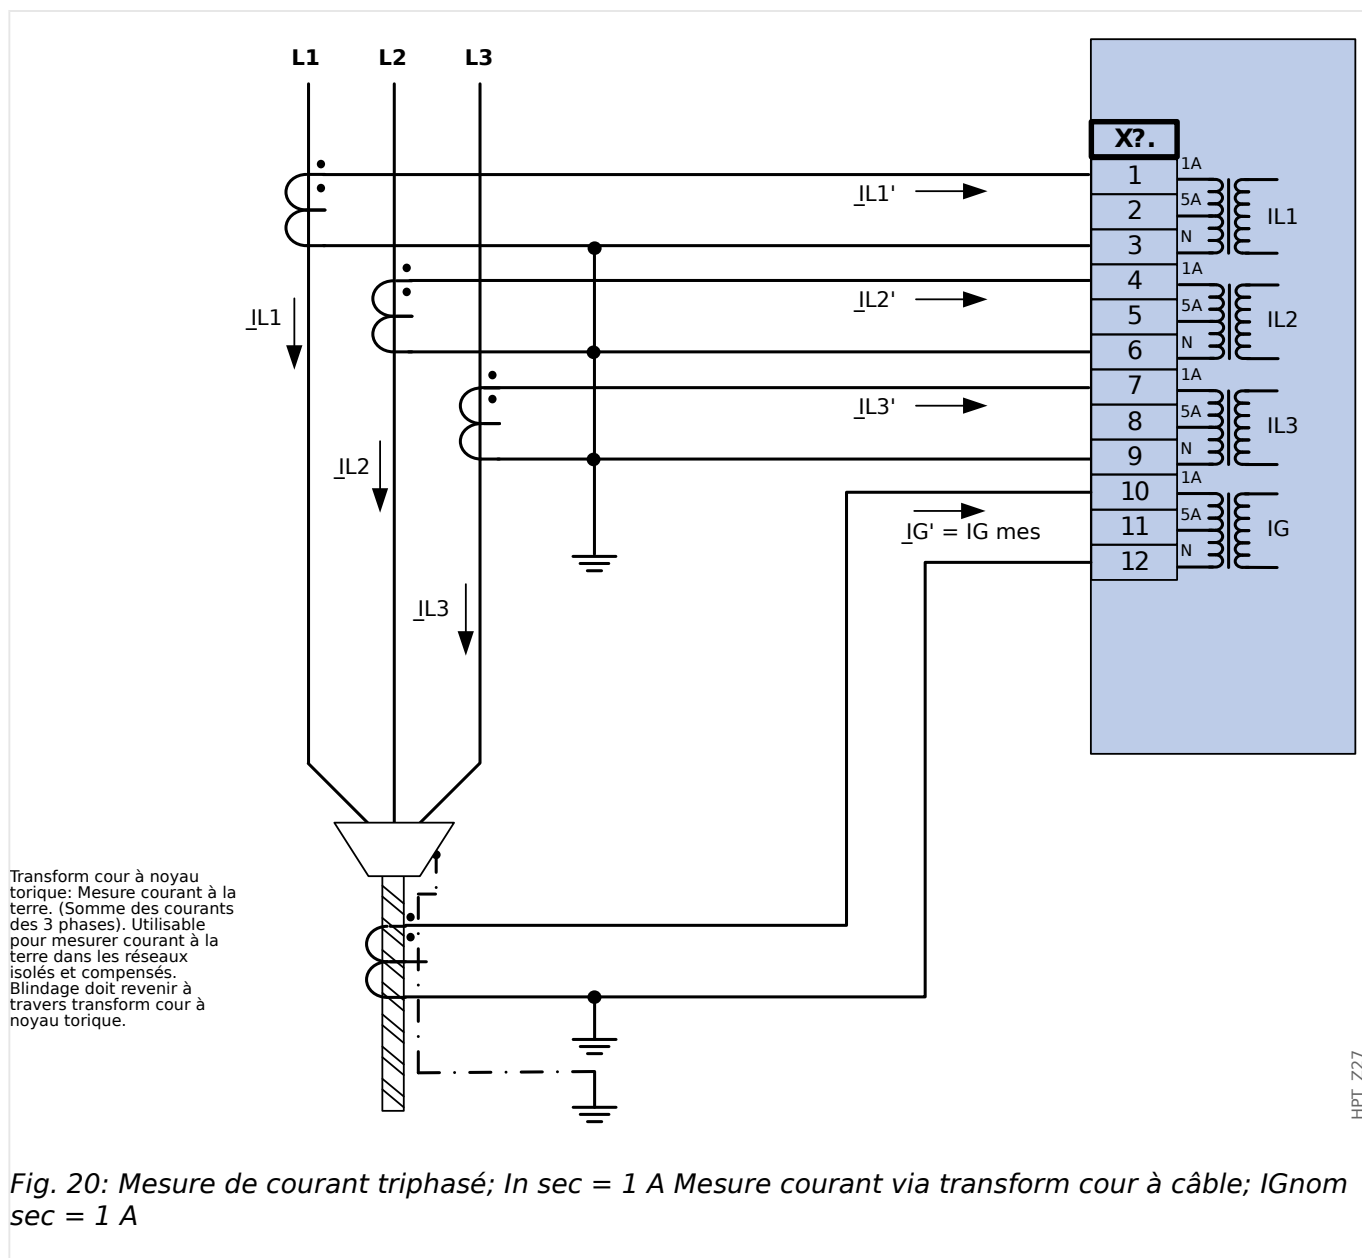 L1 L2 L3
X?.
1
2
3
4
5
6
7
8
9
10
11
12
1A
5A
N
IL1
1A
5A
N
IL2
1A
5A
N
IL3
1A
5A
N
IG
IL1'
IL2'
IL3'
IG' = IG mes
IL1
IL2
IL3
Transform cour à noyau
torique: Mesure courant à la
terre. (Somme des courants
des 3 phases). Utilisable
pour mesurer courant à la
terre dans les réseaux
isolés et compensés.
Blindage doit revenir à
travers transform cour à
noyau torique.
HPT_Z27
Fig. 20: Mesure de courant triphasé; In sec = 1 A Mesure courant via transform cour à câble; IGnom
sec = 1 A